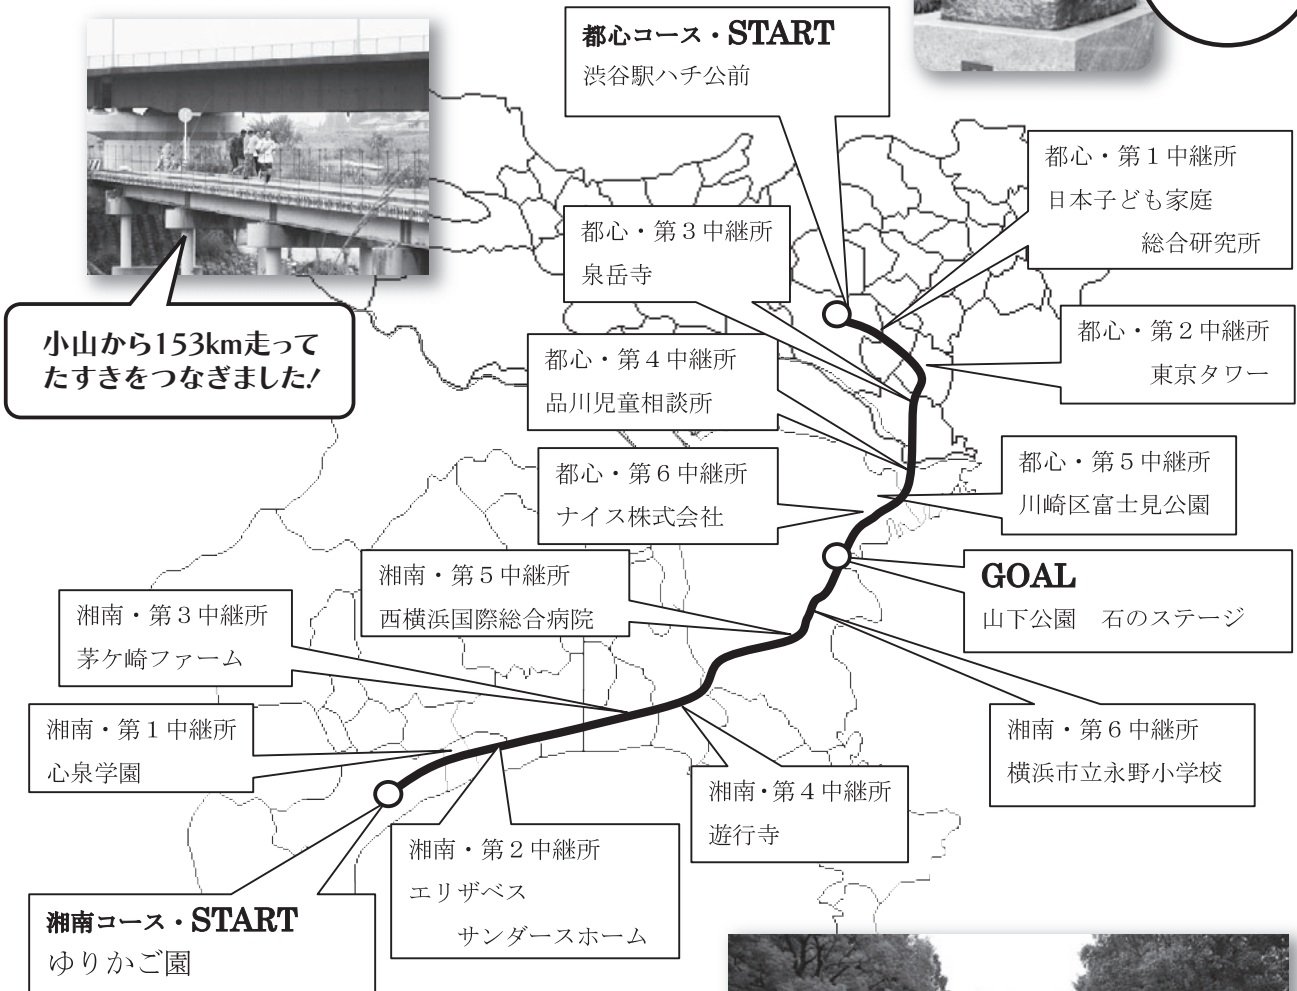 都心コース・START
渋谷駅ハチ公前
都心・第1中継所
日本子ども家庭
総合研究所
都心・第3中継所
泉岳寺
都心・第2中継所
東京タワー
小山から153km走って
たすきをつなぎました！
都心・第4中継所
品川児童相談所
都心・第5中継所
川崎区富士見公園
都心・第6中継所
ナイス株式会社
GOAL
山下公園　石のステージ
湘南・第5中継所
西横浜国際総合病院
湘南・第3中継所
茅ケ崎ファーム
湘南・第1中継所
心泉学園
湘南・第6中継所
横浜市立永野小学校
湘南・第4中継所
遊行寺
湘南・第2中継所
エリザベス
サンダースホーム
湘南コース・START
ゆりかご園